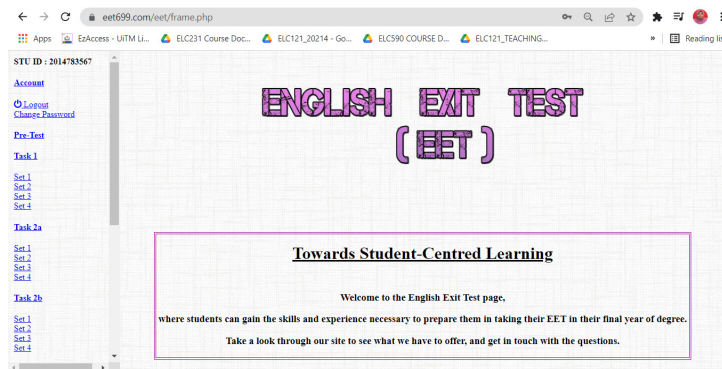 eet699.com/eet/frame.php
Apps
EzAccess - UiTM Li...
ELC231 Course Doc...
ELC121_20214 - Go...
ELC590 COURSE D...
ELC121_TEACHING...
»
Reading lis
STU ID : 2014783567
Account
Logout
Change Password
Pre-Test
Task 1
Set 1
Set 2
Set 3
Set 4
Task 2a
Set 1
Set 2
Set 3
Set 4
Task 2b
Set 1
Set 2
Set 3
Set 4
ENGLISH EXIT TEST
( EET )
Towards Student-Centred Learning
Welcome to the English Exit Test page,
where students can gain the skills and experience necessary to prepare them in taking their EET in their final year of degree.
Take a look through our site to see what we have to offer, and get in touch with the questions.